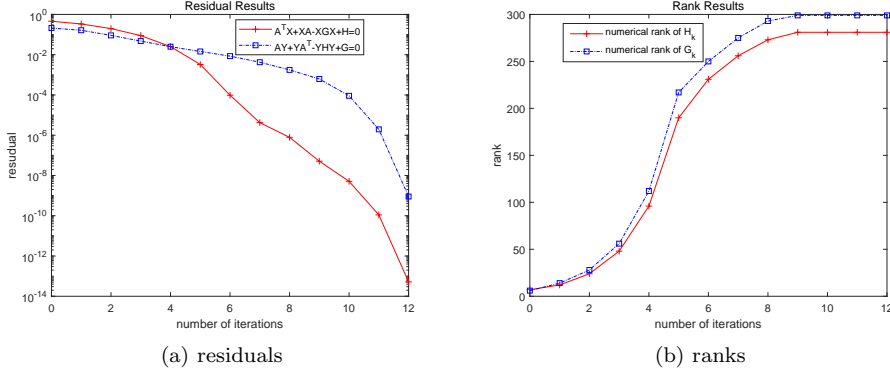 Residual Results
10^0
10^-2
10^-4
10^-6
10^-8
10^-10
10^-12
10^-14
resudual
A^TX+XA-XGX+H=0
AY+YA^T-YHY+G=0
0 2 4 6 8 10 12
number of iterations
(a) residuals
Rank Results
300
250
200
150
100
50
0
rank
numerical rank of H_k
numerical rank of G_k
0 2 4 6 8 10 12
number of iterations
(b) ranks